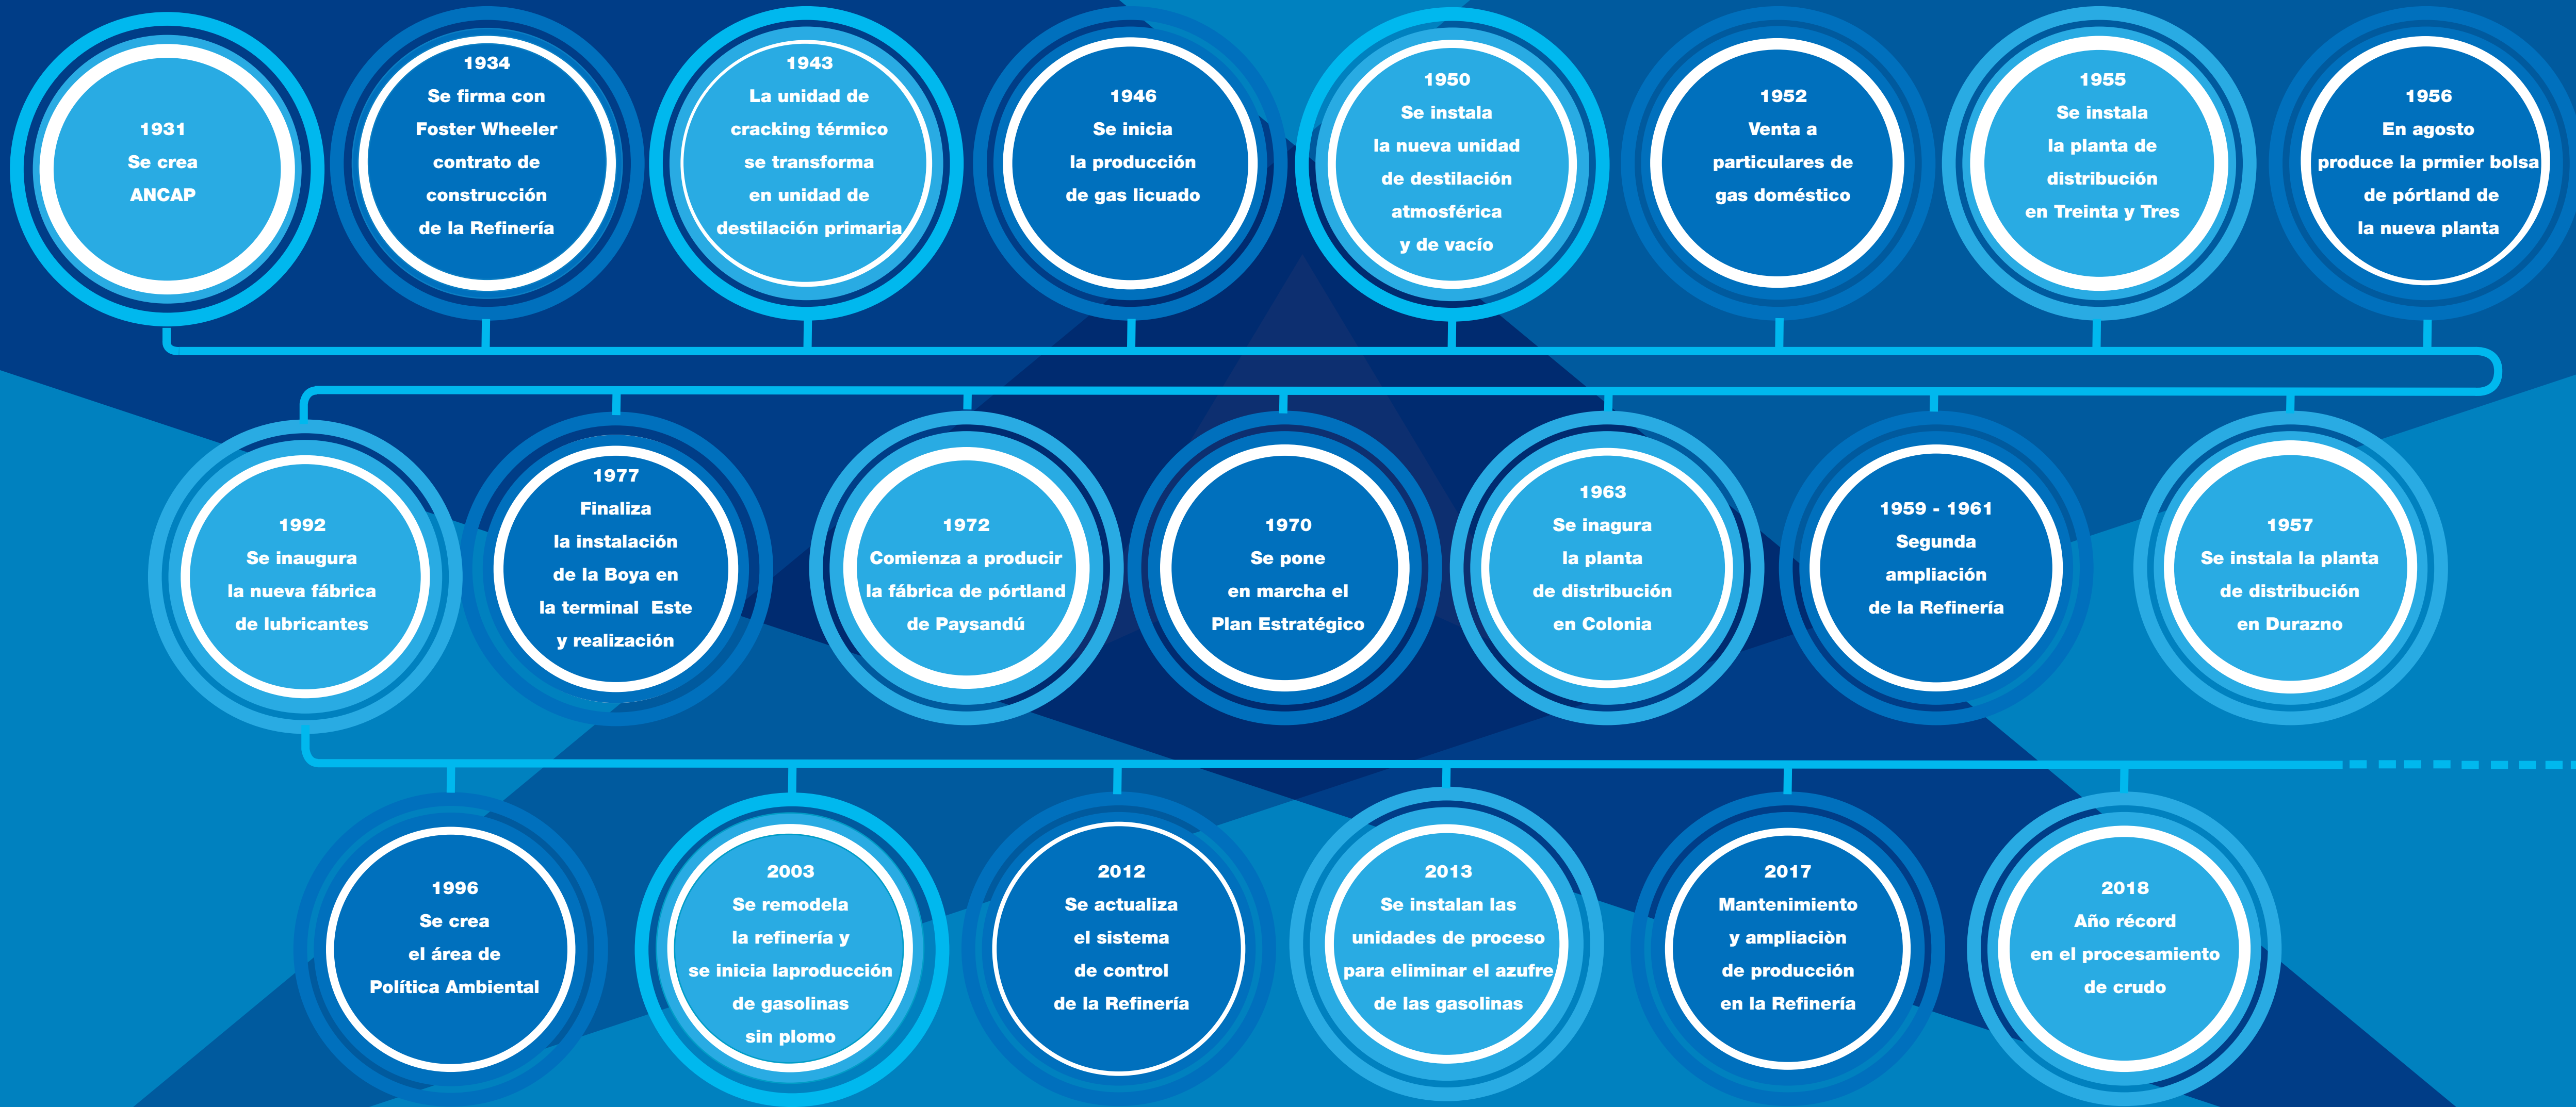 1931
Se crea
ANCAP
1934
Se firma con
Foster Wheeler
contrato de
construcción
de la Refinería
1943
La unidad de
cracking térmico
se transforma
en unidad de
destilación primaria
1946
Se inicia
la producción
de gas licuado
1950
Se instala
la nueva unidad
de destilación
atmosférica
y de vacío
1952
Venta a
particulares de
gas doméstico
1955
Se instala
la planta de
distribución
en Treinta y Tres
1956
En agosto
produce la prmier bolsa
de pórtland de
la nueva planta
1992
Se inaugura
la nueva fábrica
de lubricantes
1977
Finaliza
la instalación
de la Boya en
la terminal  Este
y realización
1972
Comienza a producir
la fábrica de pórtland
de Paysandú
1970
Se pone
en marcha el
Plan Estratégico
1963
Se inagura
la planta
de distribución
en Colonia
1959 - 1961
Segunda
ampliación
de la Refinería
1957
Se instala la planta
de distribución
en Durazno
1996
Se crea
el área de
Política Ambiental
2003
Se remodela
la refinería y
se inicia laproducción
de gasolinas
sin plomo
2012
Se actualiza
el sistema
de control
de la Refinería
2013
Se instalan las
unidades de proceso
para eliminar el azufre
de las gasolinas
2017
Mantenimiento
y ampliaciòn
de producción
en la Refinería
2018
Año récord
en el procesamiento
de crudo